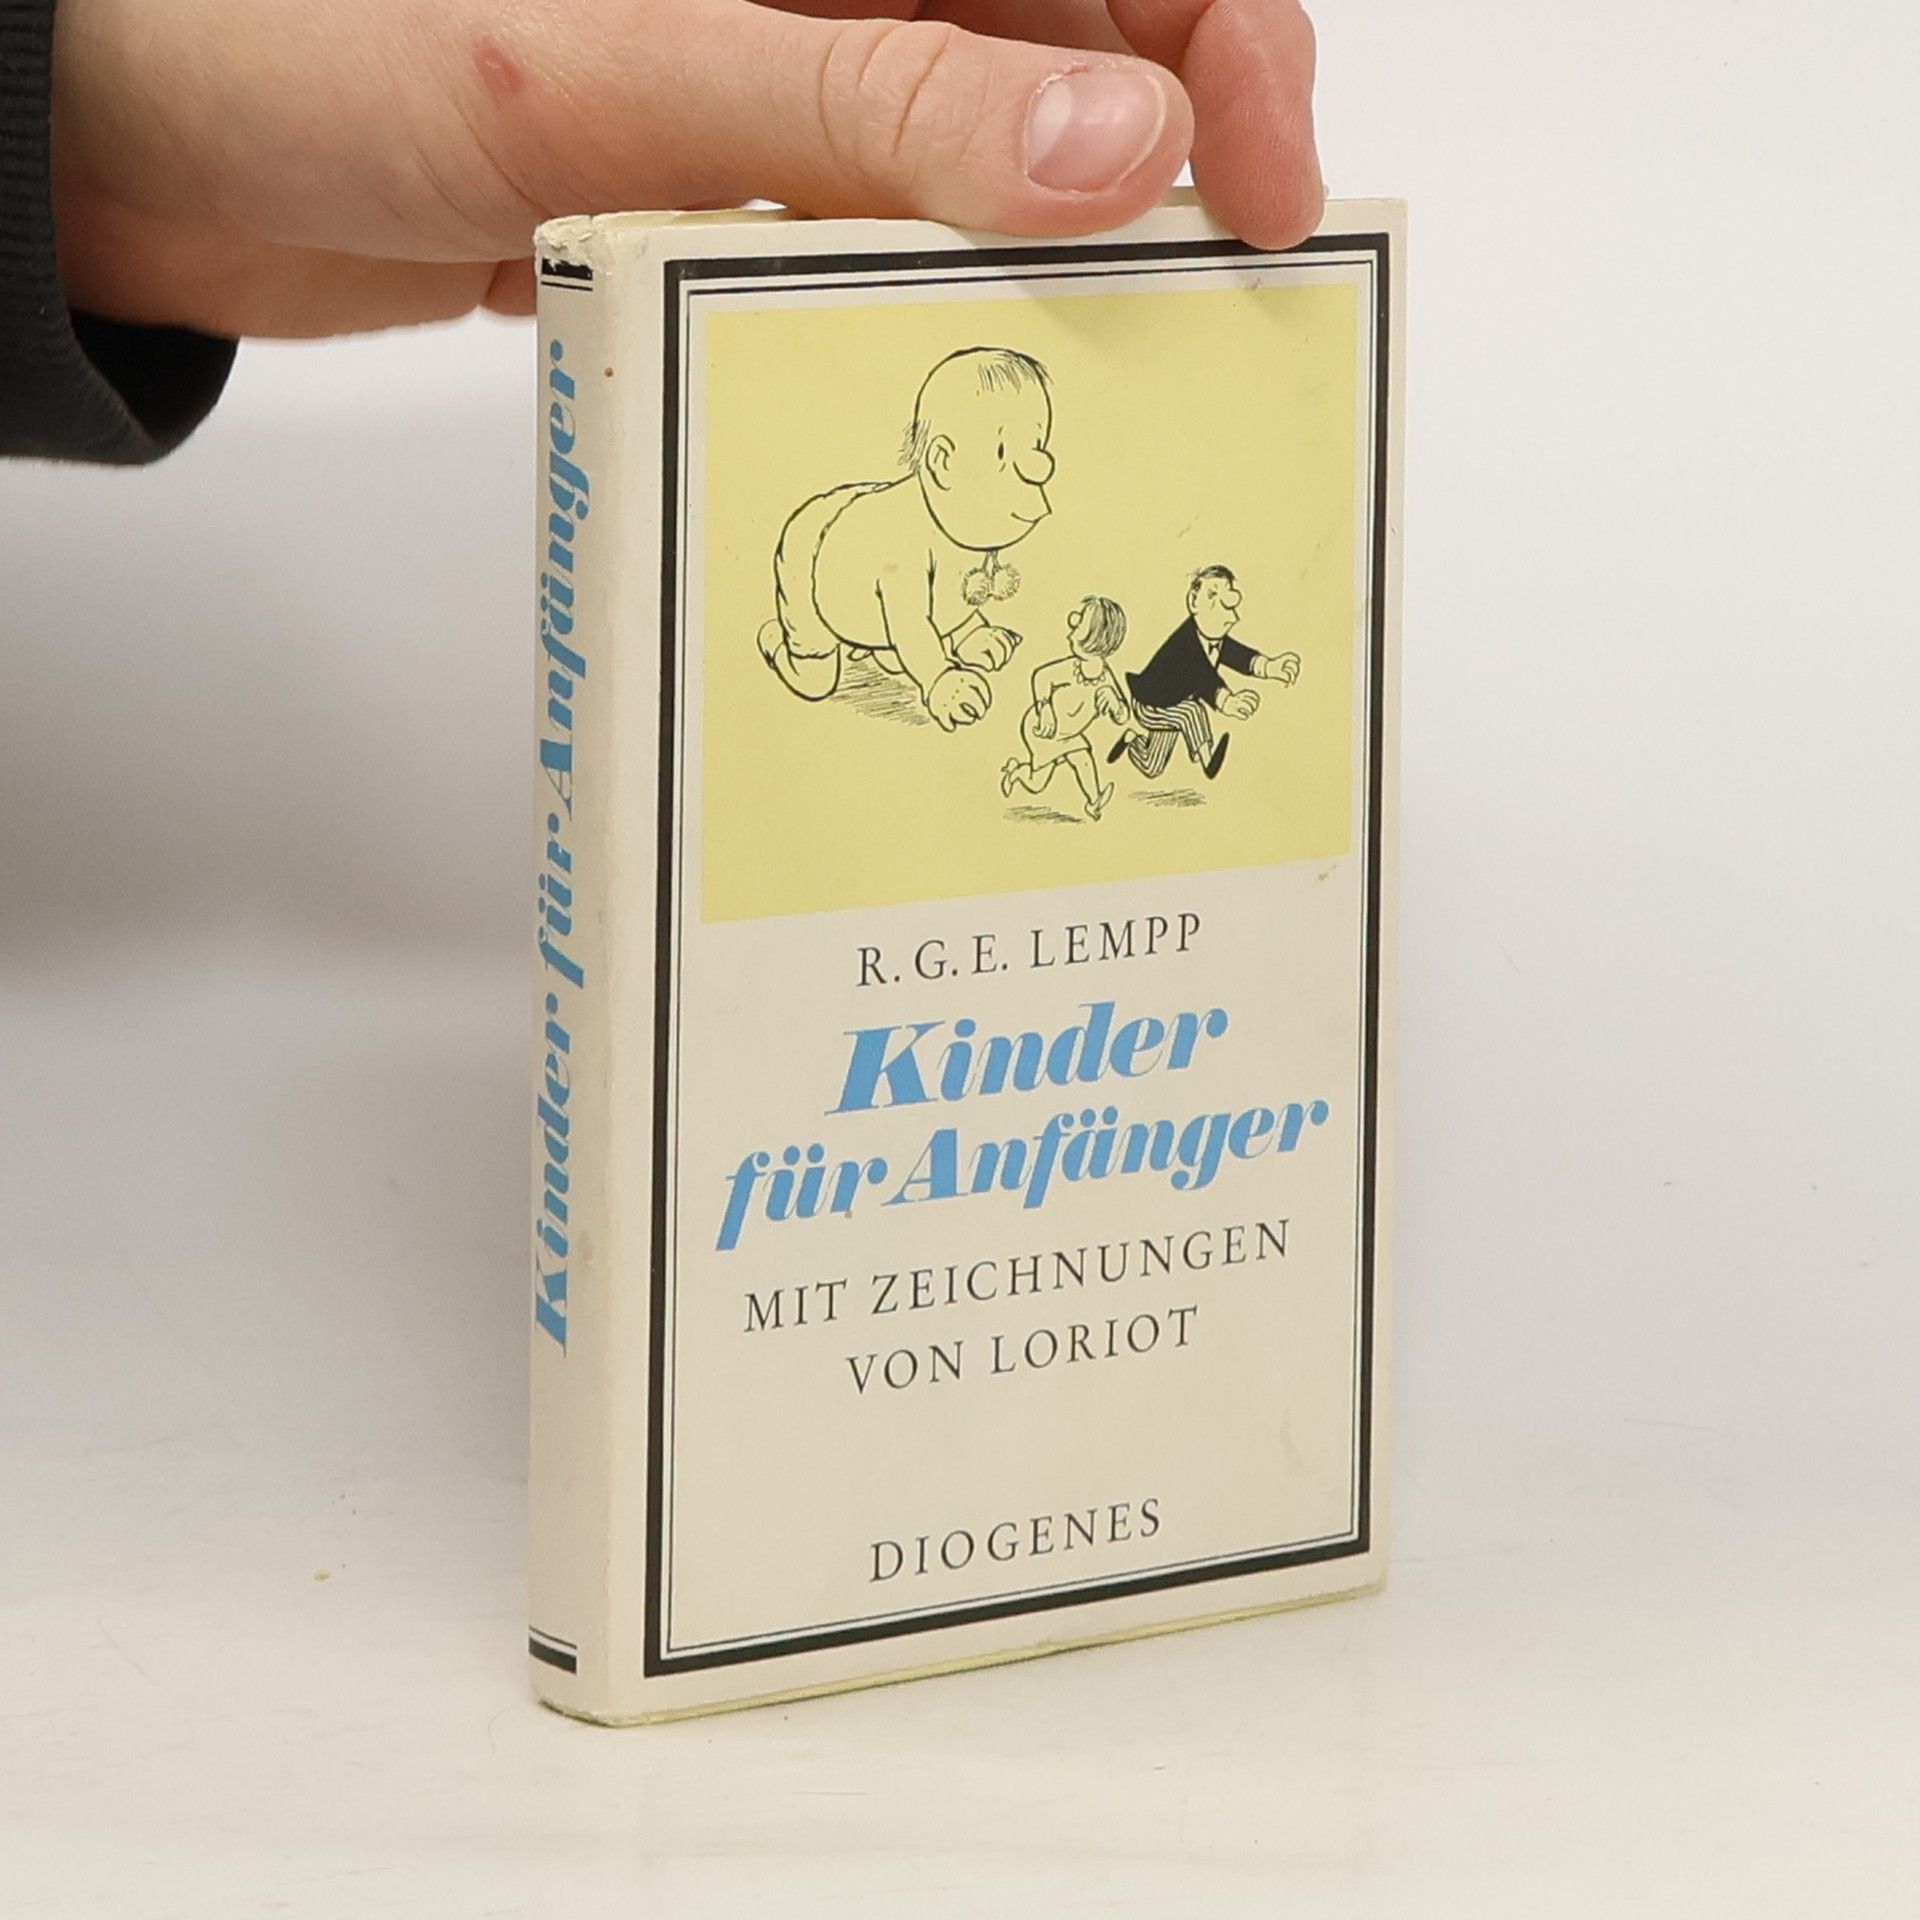 Kinder für Anfänger
R. G. E. LEMPP
Kinder
für Anfänger
MIT ZEICHNUNGEN
VON LORIOT
DIOGENES